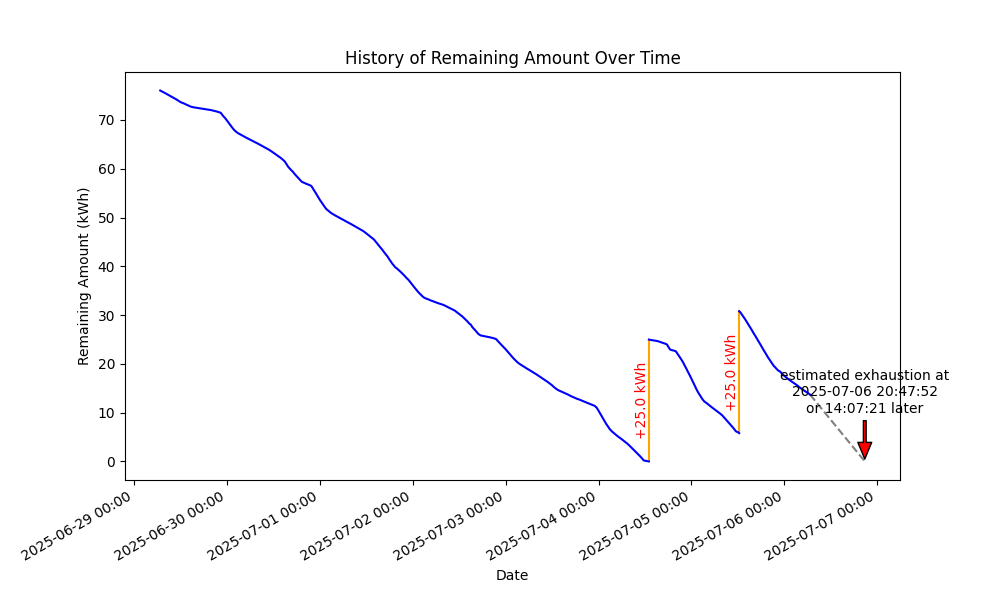 History of Remaining Amount Over Time
Remaining Amount (kWh)
70
60
50
40
30
20
10
0
+25.0 kWh
+25.0 kWh
estimated exhaustion at
2025-07-06 20:47:52
or 14:07:21 later
2025-06-29 00:00
2025-06-30 00:00
2025-07-01 00:00
2025-07-02 00:00
2025-07-03 00:00
2025-07-04 00:00
2025-07-05 00:00
2025-07-06 00:00
2025-07-07 00:00
Date